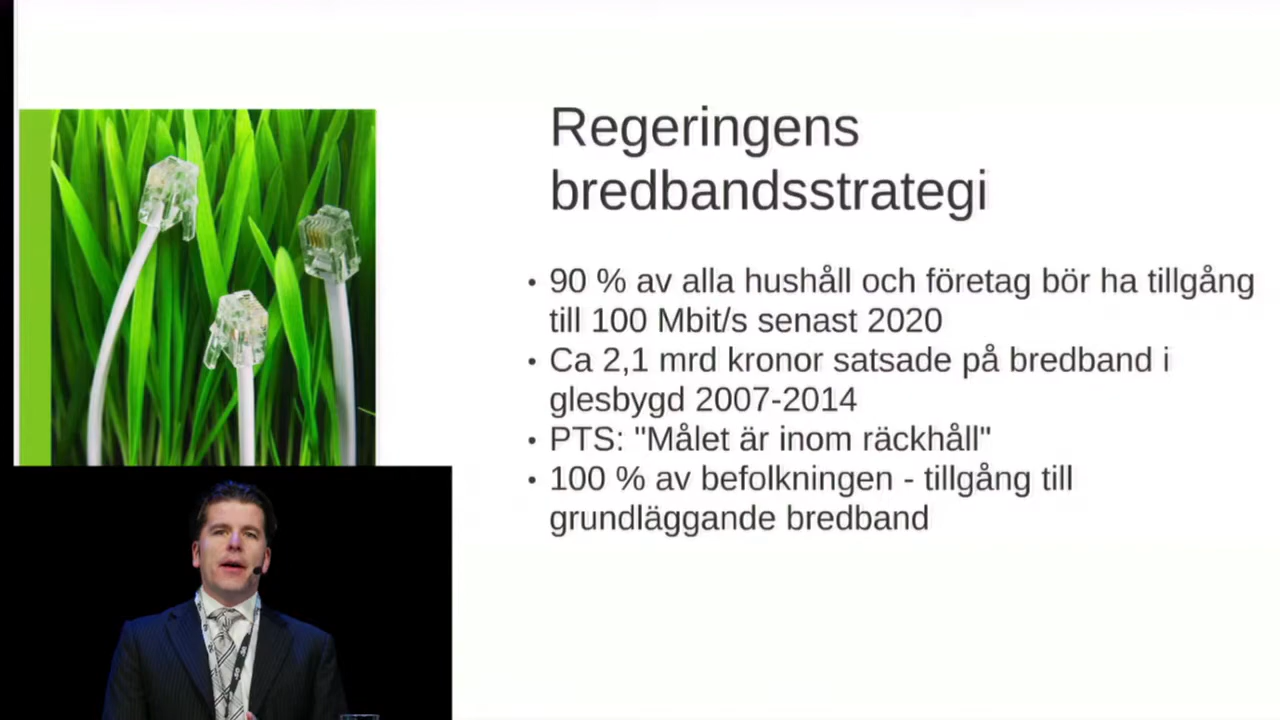 Regeringens
bredbandsstrategi
• 90 % av alla hushåll och företag bör ha tillgång
till 100 Mbit/s senast 2020
• Ca 2,1 mrd kronor satsade på bredband i
glesbygd 2007-2014
• PTS: "Målet är inom räckhåll"
• 100 % av befolkningen - tillgång till
grundläggande bredband